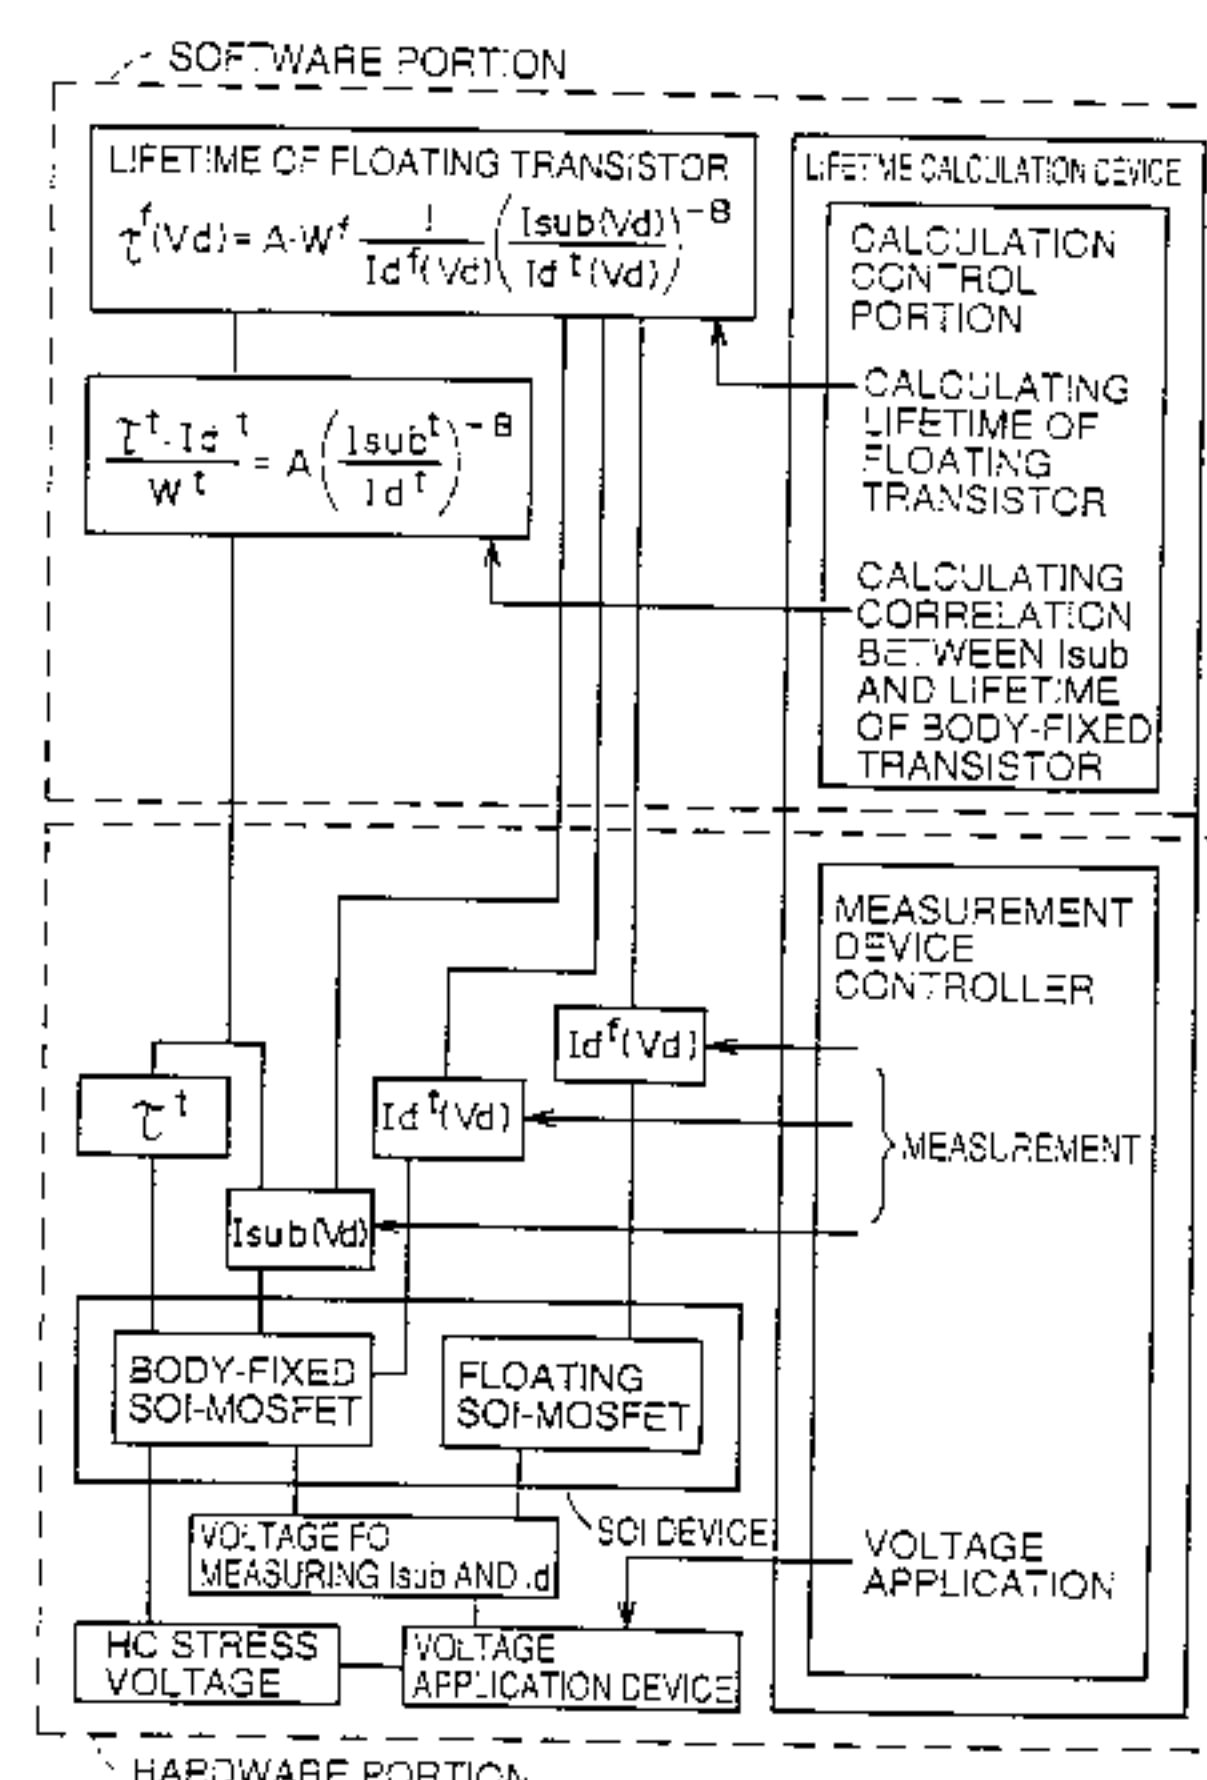 SOFTWARE PORTION
LIFETIME OF FLOATING TRANSISTOR
τ^f(Vd) = A·W^f 1/Id^f(Vd) (Isub(Vd)/Id^t(Vd))^-B
τ^t·Id^t/W^t = A (Isub^t/Id^t)^-B
LIFETIME CALCULATION DEVICE
CALCULATION
CONTROL
PORTION
CALCULATING
LIFETIME OF
FLOATING
TRANSISTOR
CALCULATING
CORRELATION
BETWEEN Isub
AND LIFETIME
OF BODY-FIXED
TRANSISTOR
MEASUREMENT
DEVICE
CONTROLLER
Id^f(Vd)
Id^t(Vd)
τ^t
MEASUREMENT
Isub(Vd)
BODY-FIXED
SOI-MOSFET
FLOATING
SOI-MOSFET
SOI DEVICE
VOLTAGE FO
MEASURING Isub AND Id
VOLTAGE
APPLICATION
HC STRESS
VOLTAGE
VOLTAGE
APPLICATION DEVICE
HARDWARE PORTION